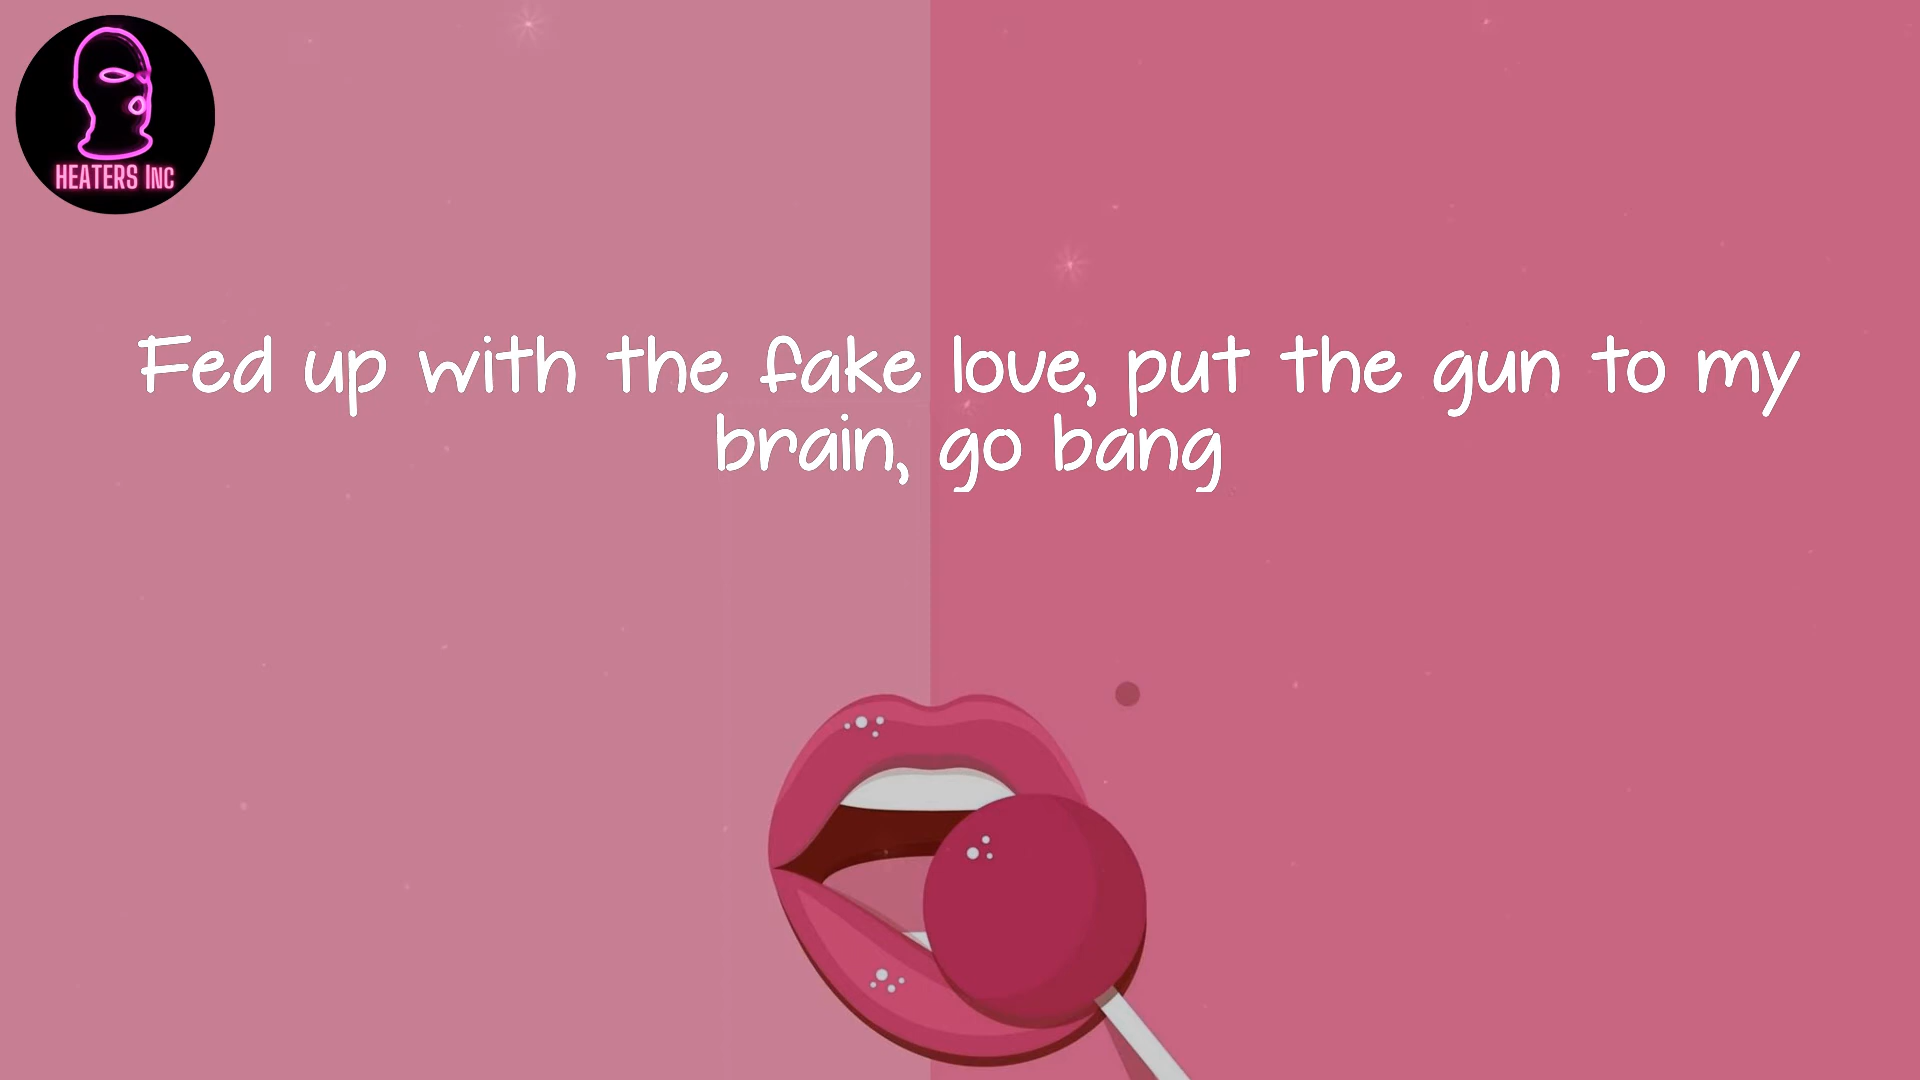 HEATERS INC
Fed up with the fake love, put the gun to my
brain, go bang